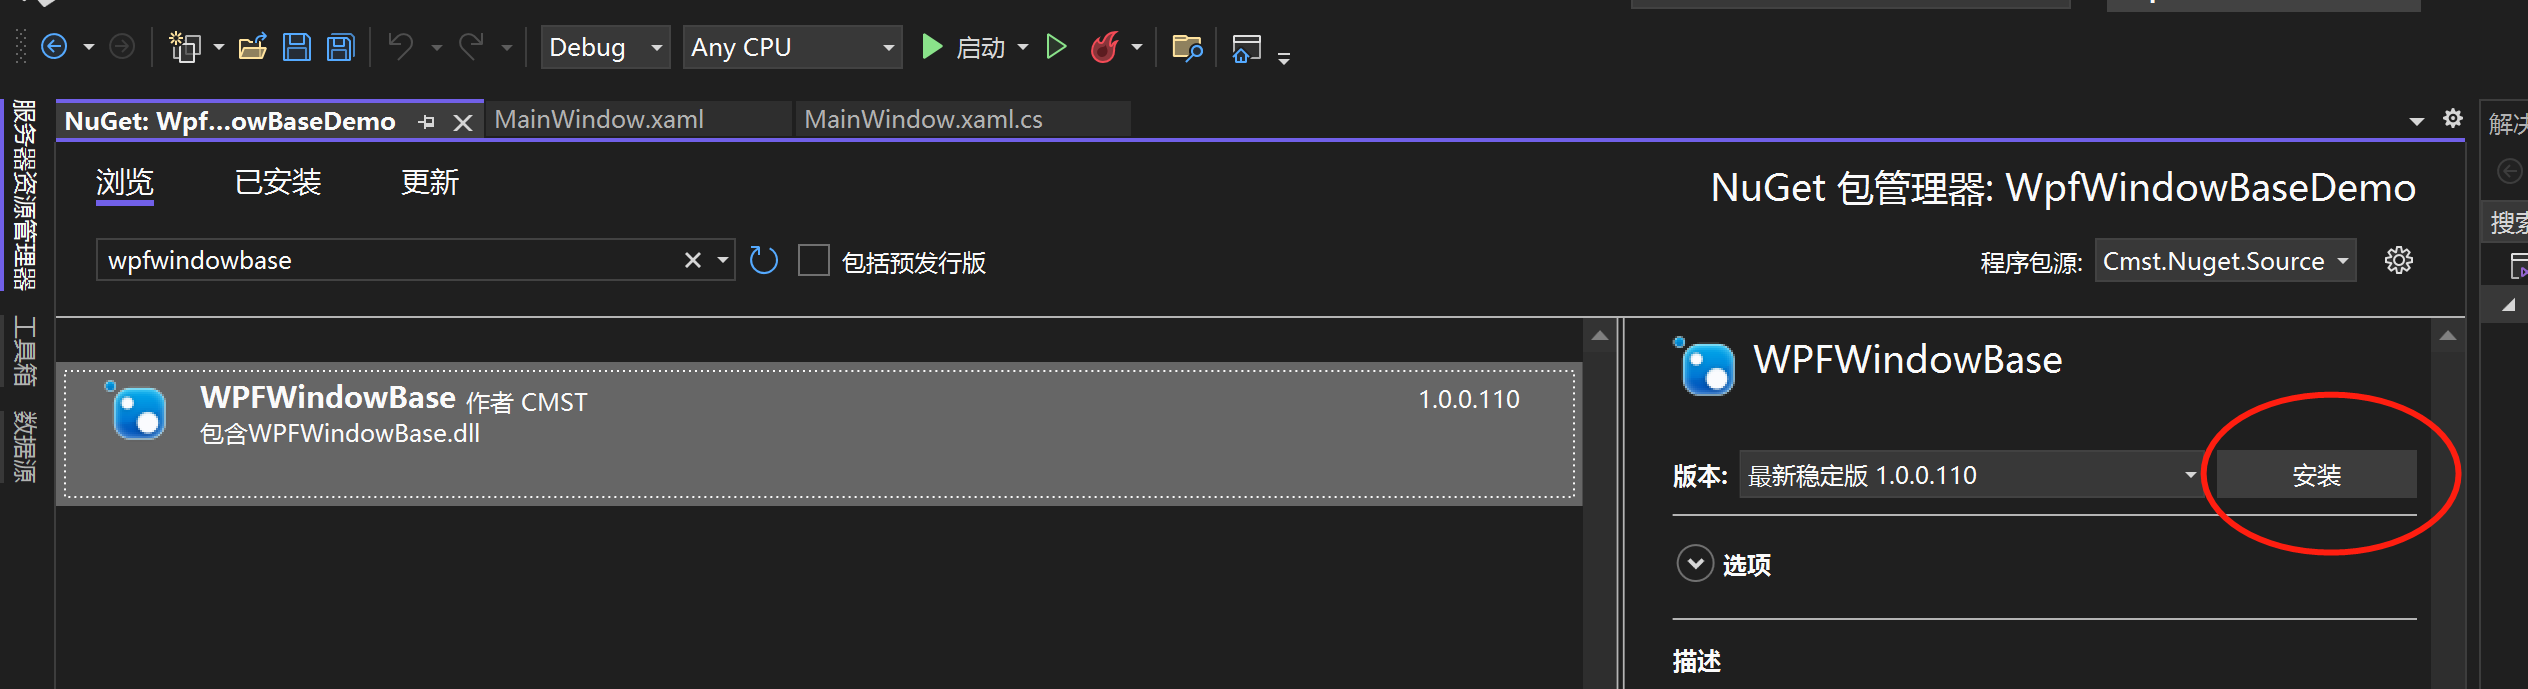 Debug
Any CPU
启动
服务器资源管理器
工具箱
数据源
NuGet: Wpf...owBaseDemo
MainWindow.xaml
MainWindow.xaml.cs
浏览
已安装
更新
NuGet 包管理器: WpfWindowBaseDemo
wpfwindowbase
包括预发行版
程序包源:
Cmst.Nuget.Source
WPFWindowBase 作者 CMST
1.0.0.110
包含WPFWindowBase.dll
WPFWindowBase
版本:
最新稳定版 1.0.0.110
安装
选项
描述
解决
搜索